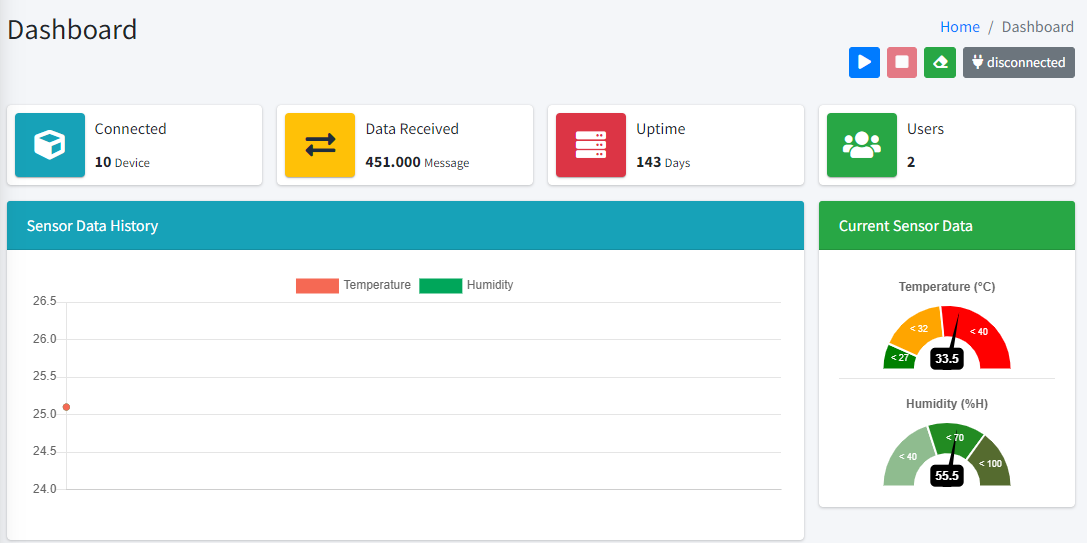 Dashboard
Home / Dashboard
disconnected
Connected
10 Device
Data Received
451.000 Message
Uptime
143 Days
Users
2
Sensor Data History
Temperature Humidity
26.5
26.0
25.5
25.0
24.5
24.0
Current Sensor Data
Temperature (°C)
< 27
< 32
< 40
33.5
Humidity (%H)
< 40
< 70
< 100
55.5